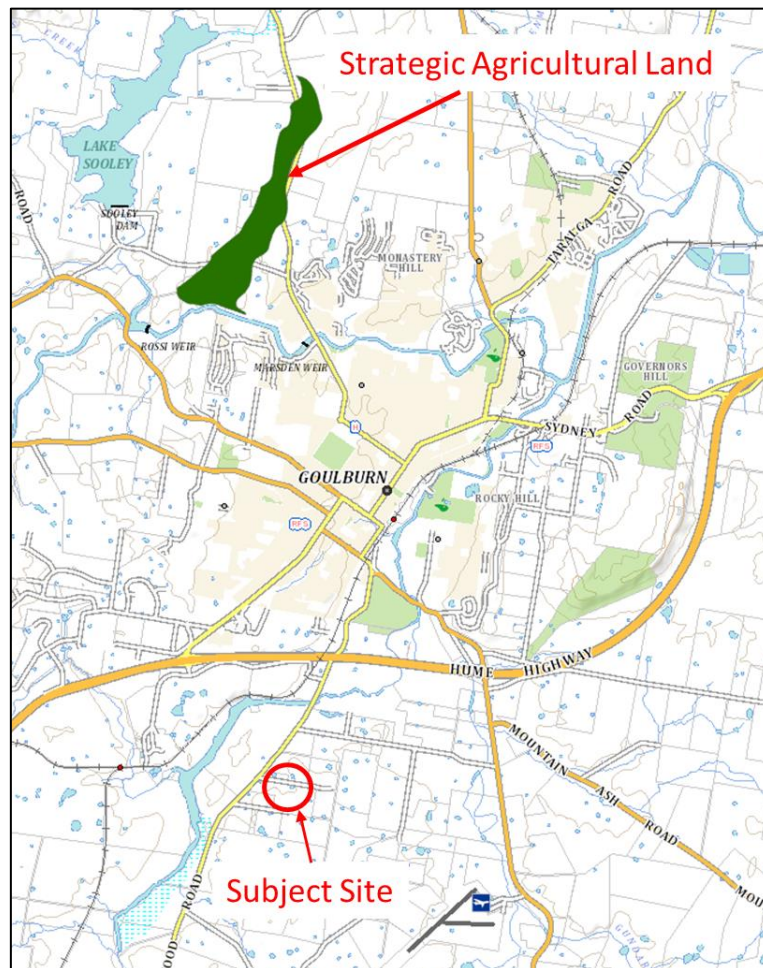 CREEK
Strategic Agricultural Land
LAKE
SOOLEY
ROAD
SOOLEY
DAM
MONASTERY
HILL
TARALGA ROAD
ROSSI WEIR
MARSDEN WEIR
GOVERNORS
HILL
H
SYDNEY ROAD
RFS
GOULBURN
ROCKY HILL
RFS
HUME HIGHWAY
MOUNTAIN ASH ROAD
MOU
Subject Site
OOD ROAD
GUNDA